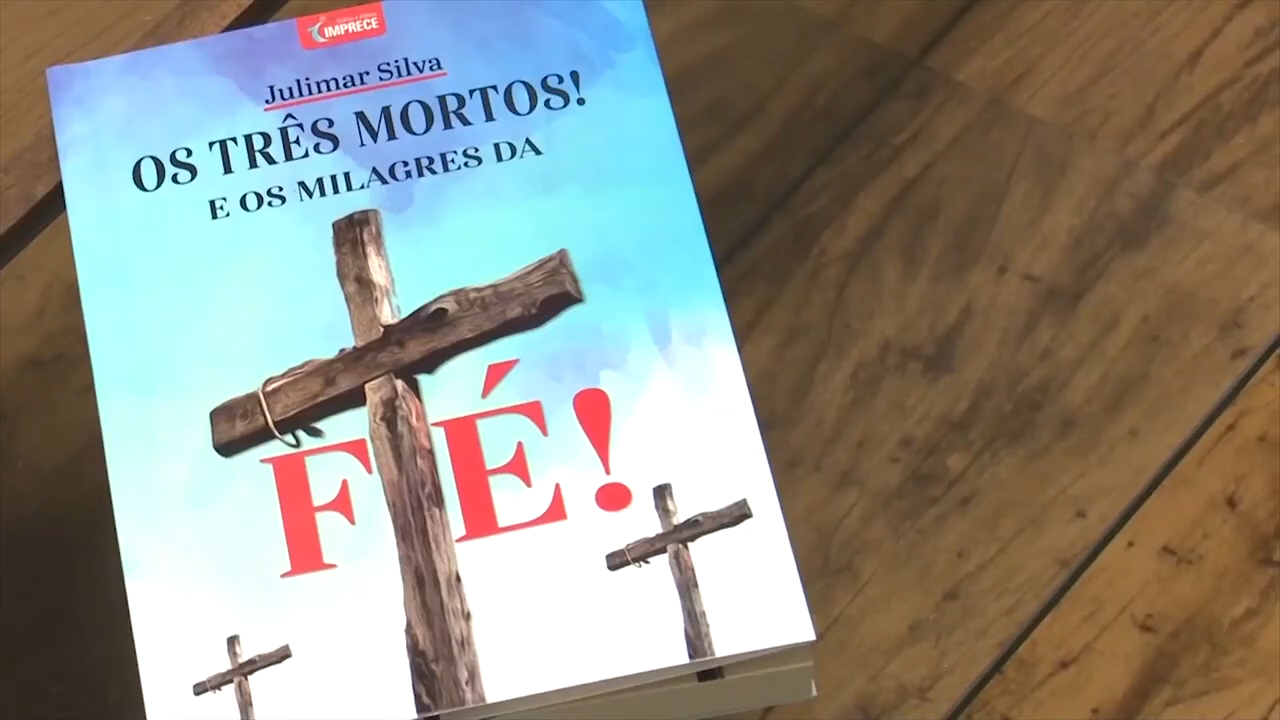 IMPRECE
Julimar Silva
OS TRÊS MORTOS!
E OS MILAGRES DA
FÉ!